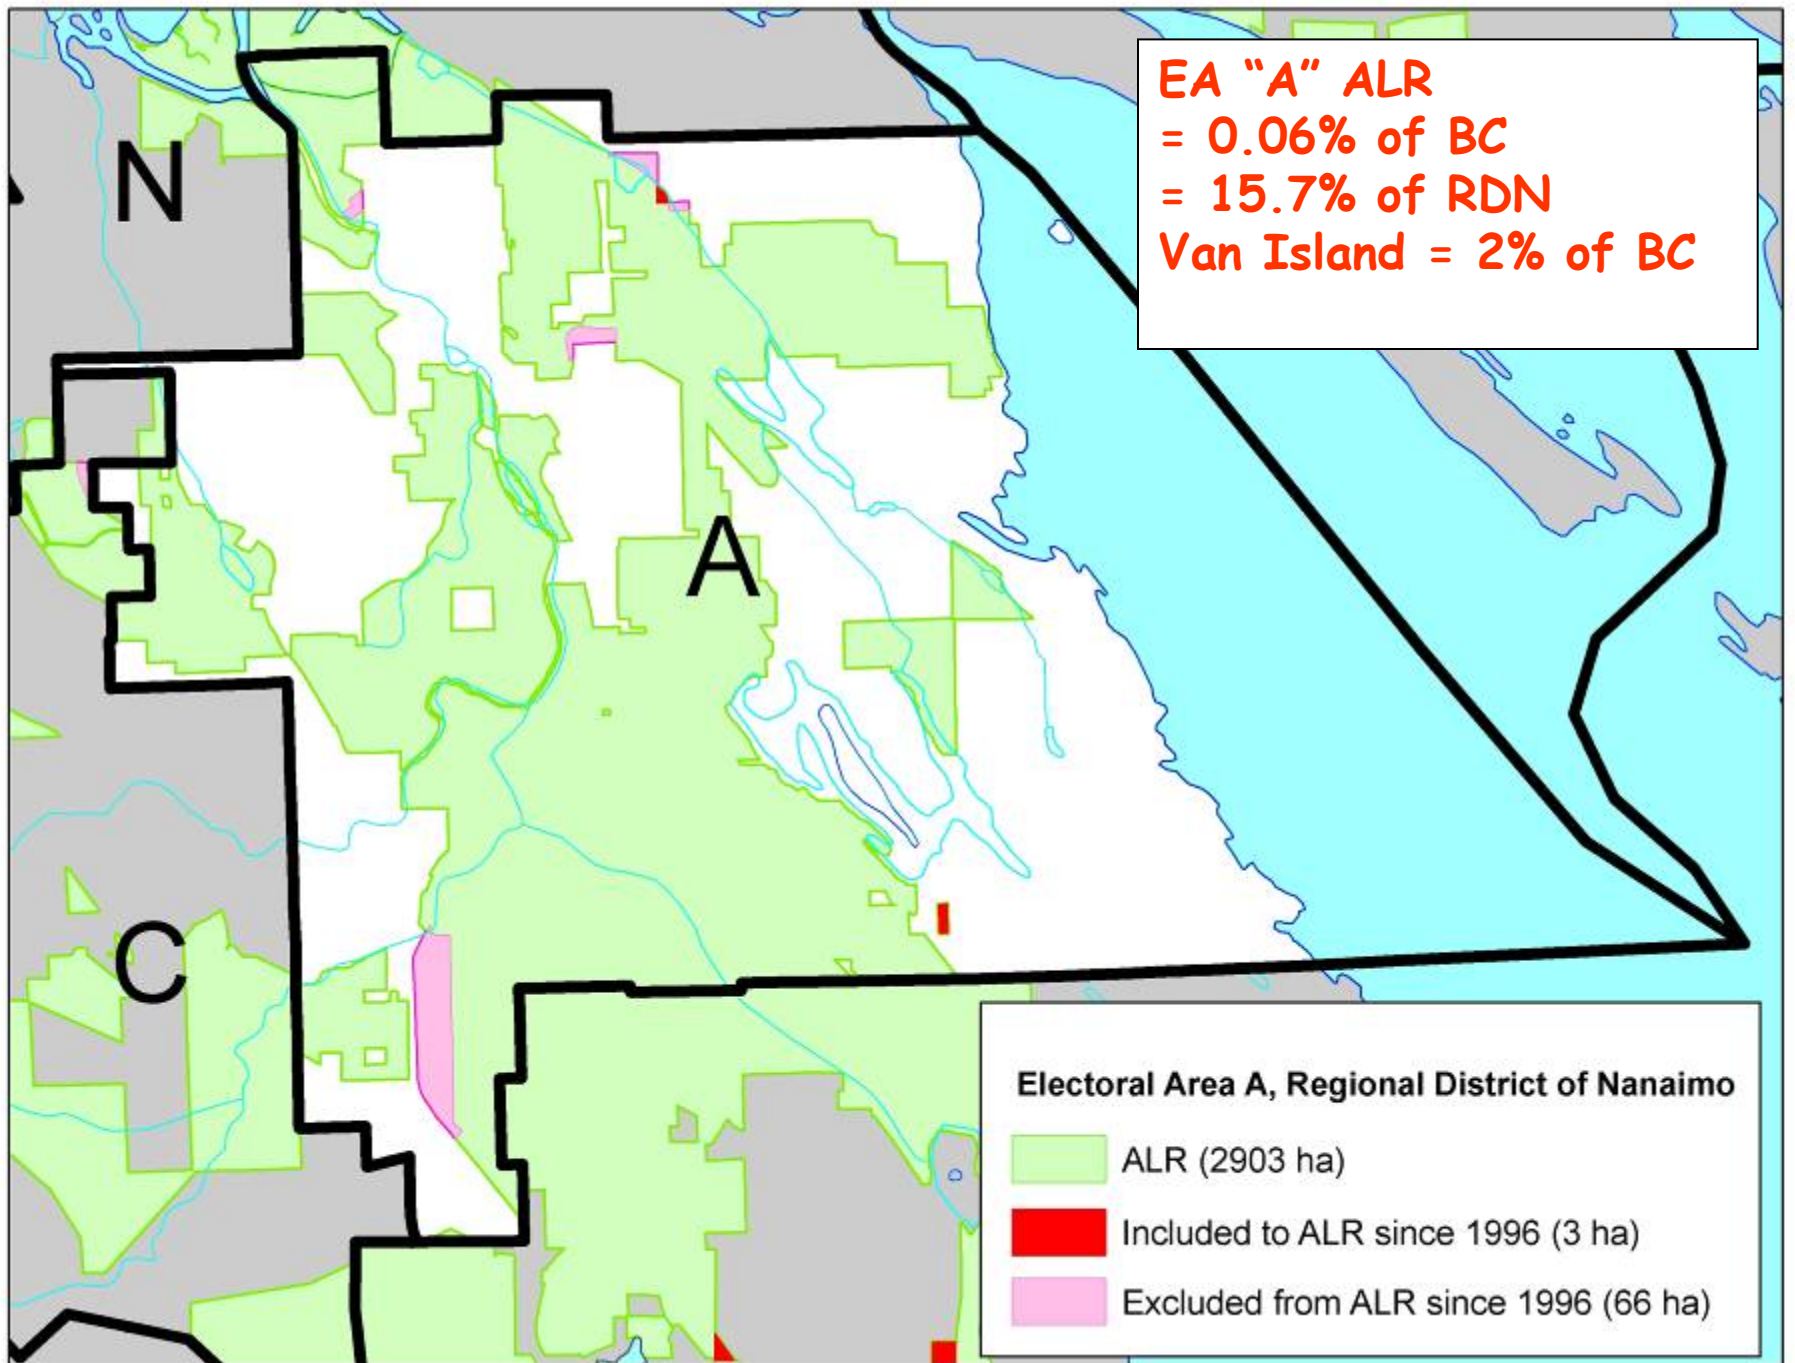 EA “A” ALR
= 0.06% of BC
= 15.7% of RDN
Van Island = 2% of BC
N
A
C
Electoral Area A, Regional District of Nanaimo
ALR (2903 ha)
Included to ALR since 1996 (3 ha)
Excluded from ALR since 1996 (66 ha)